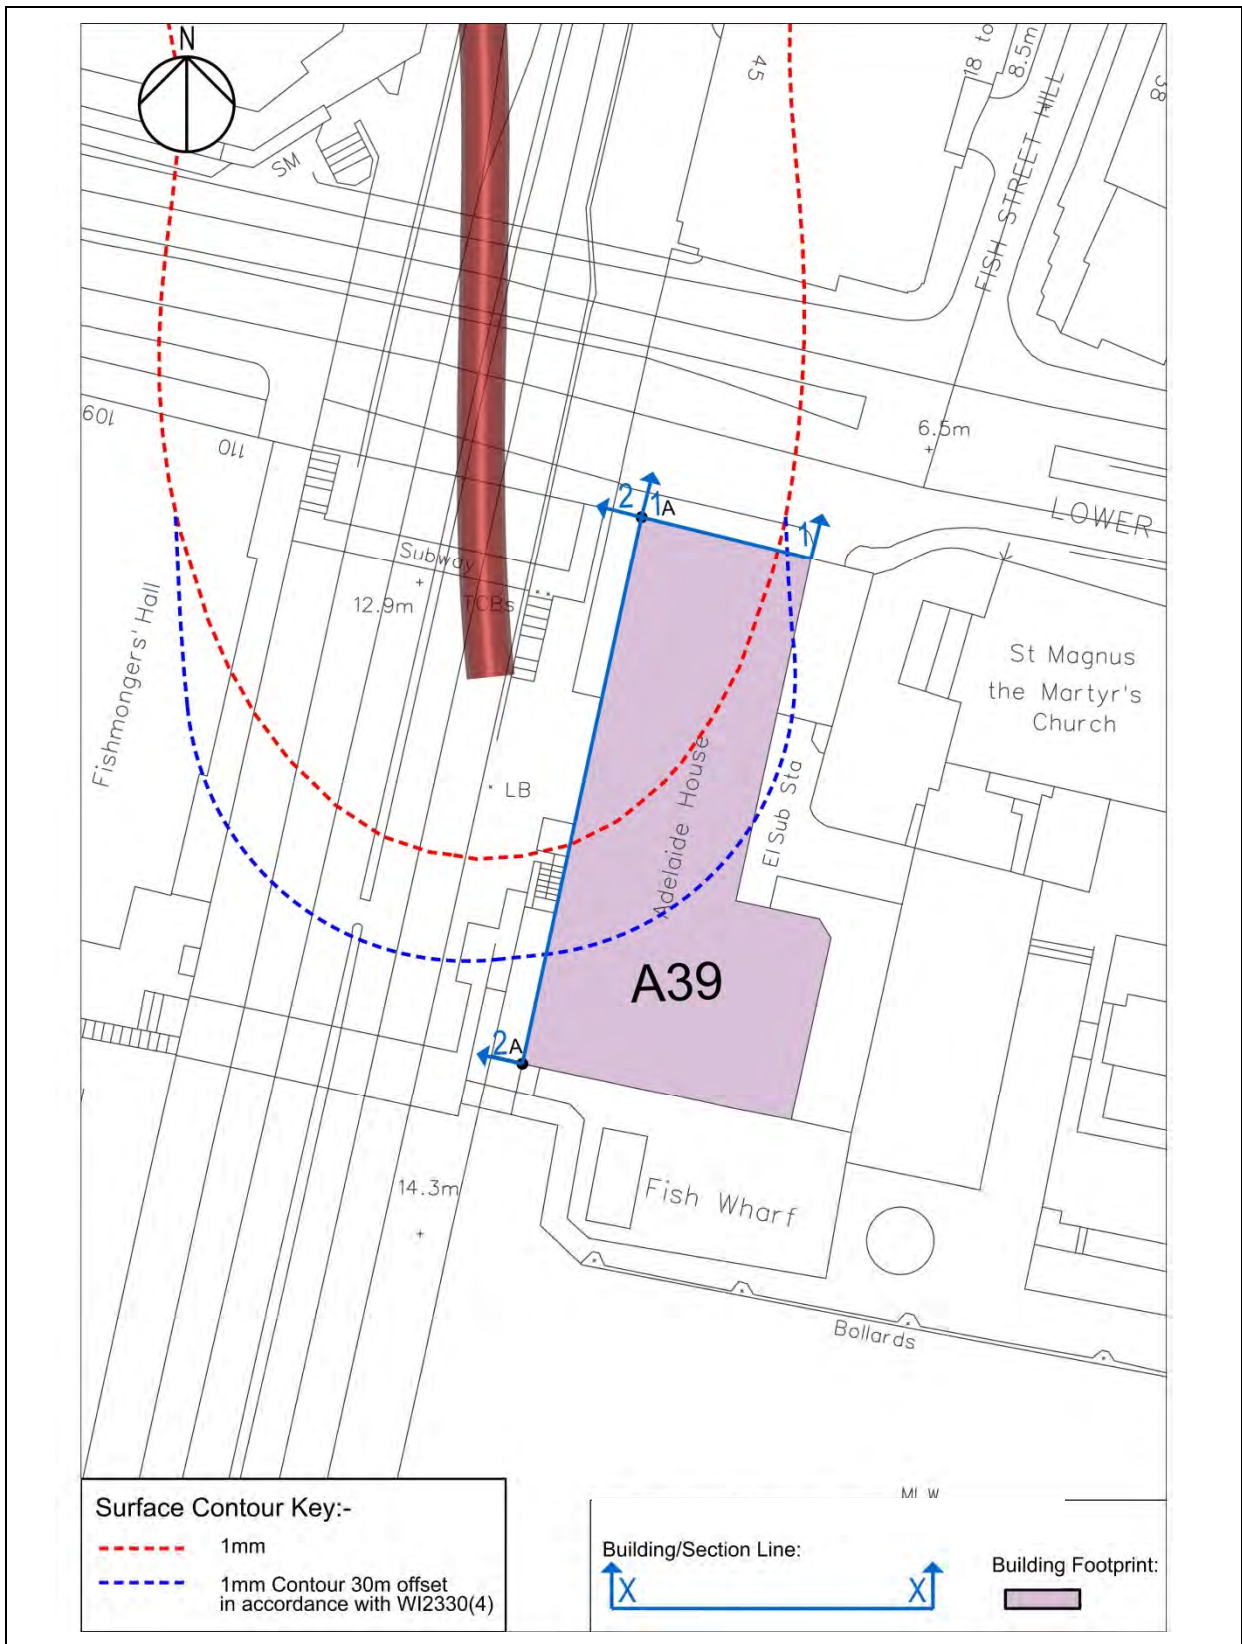 N
45
18 to
8.5m
38
SM
FISH STREET HILL
109
110
6.5m
LOWER
2
1
A
1
Subway
12.9m
TCBs
Fishmongers' Hall
St Magnus
the Martyr's
Church
LB
Adelaide House
El Sub Sta
A39
2
A
14.3m
Fish Wharf
Bollards
Surface Contour Key:-
1mm
1mm Contour 30m offset
in accordance with WI2330(4)
Building/Section Line:
X
X
Building Footprint: